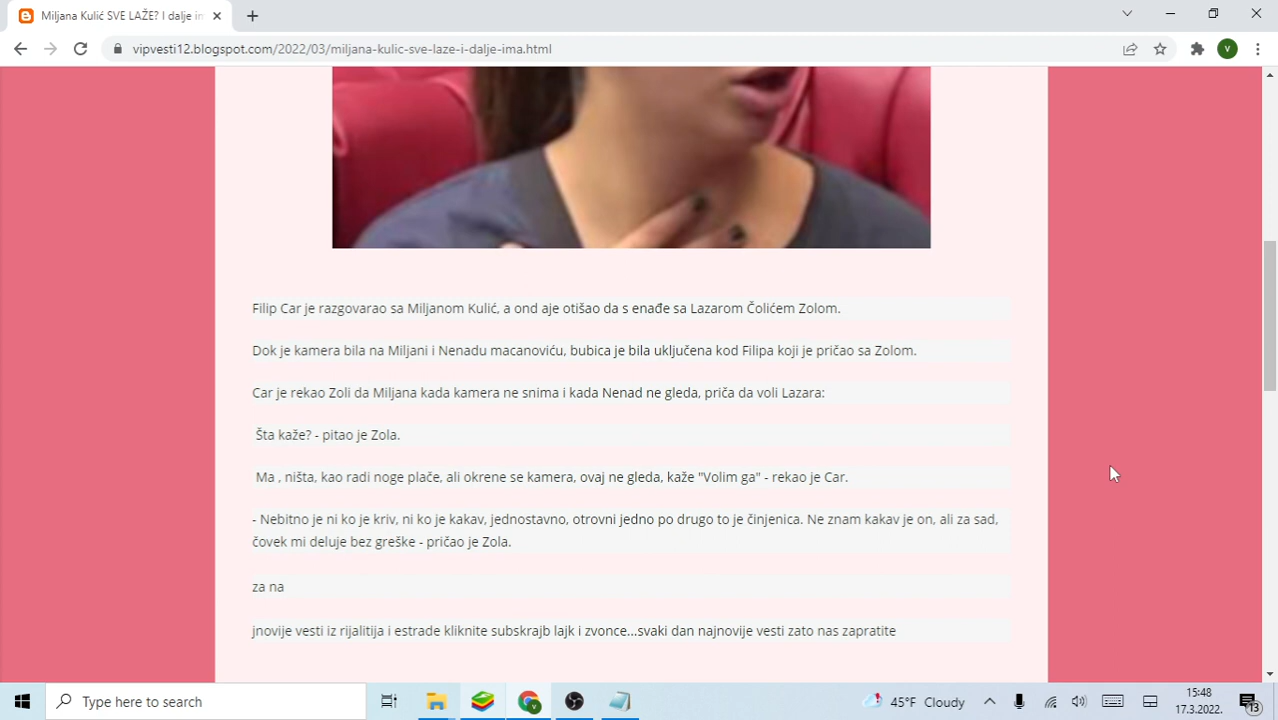 Miljana Kulić SVE LAŽE? I dalje im
vipvesti12.blogspot.com/2022/03/miljana-kulic-sve-laze-i-dalje-ima.html
V
Filip Car je razgovarao sa Miljanom Kulić, a ond aje otišao da s enađe sa Lazarom Čolićem Zolom.
Dok je kamera bila na Miljani i Nenadu macanoviću, bubica je bila uključena kod Filipa koji je pričao sa Zolom.
Car je rekao Zoli da Miljana kada kamera ne snima i kada Nenad ne gleda, priča da voli Lazara:
Šta kaže? - pitao je Zola.
Ma , ništa, kao radi noge plače, ali okrene se kamera, ovaj ne gleda, kaže "Volim ga" - rekao je Car.
- Nebitno je ni ko je kriv, ni ko je kakav, jednostavno, otrovni jedno po drugo to je činjenica. Ne znam kakav je on, ali za sad,
čovek mi deluje bez greške - pričao je Zola.
za na
jnovije vesti iz rijalitija i estrade kliknite subskrajb lajk i zvonce...svaki dan najnovije vesti zato nas zapratite
Type here to search
45°F Cloudy
15:48
17.3.2022.
13